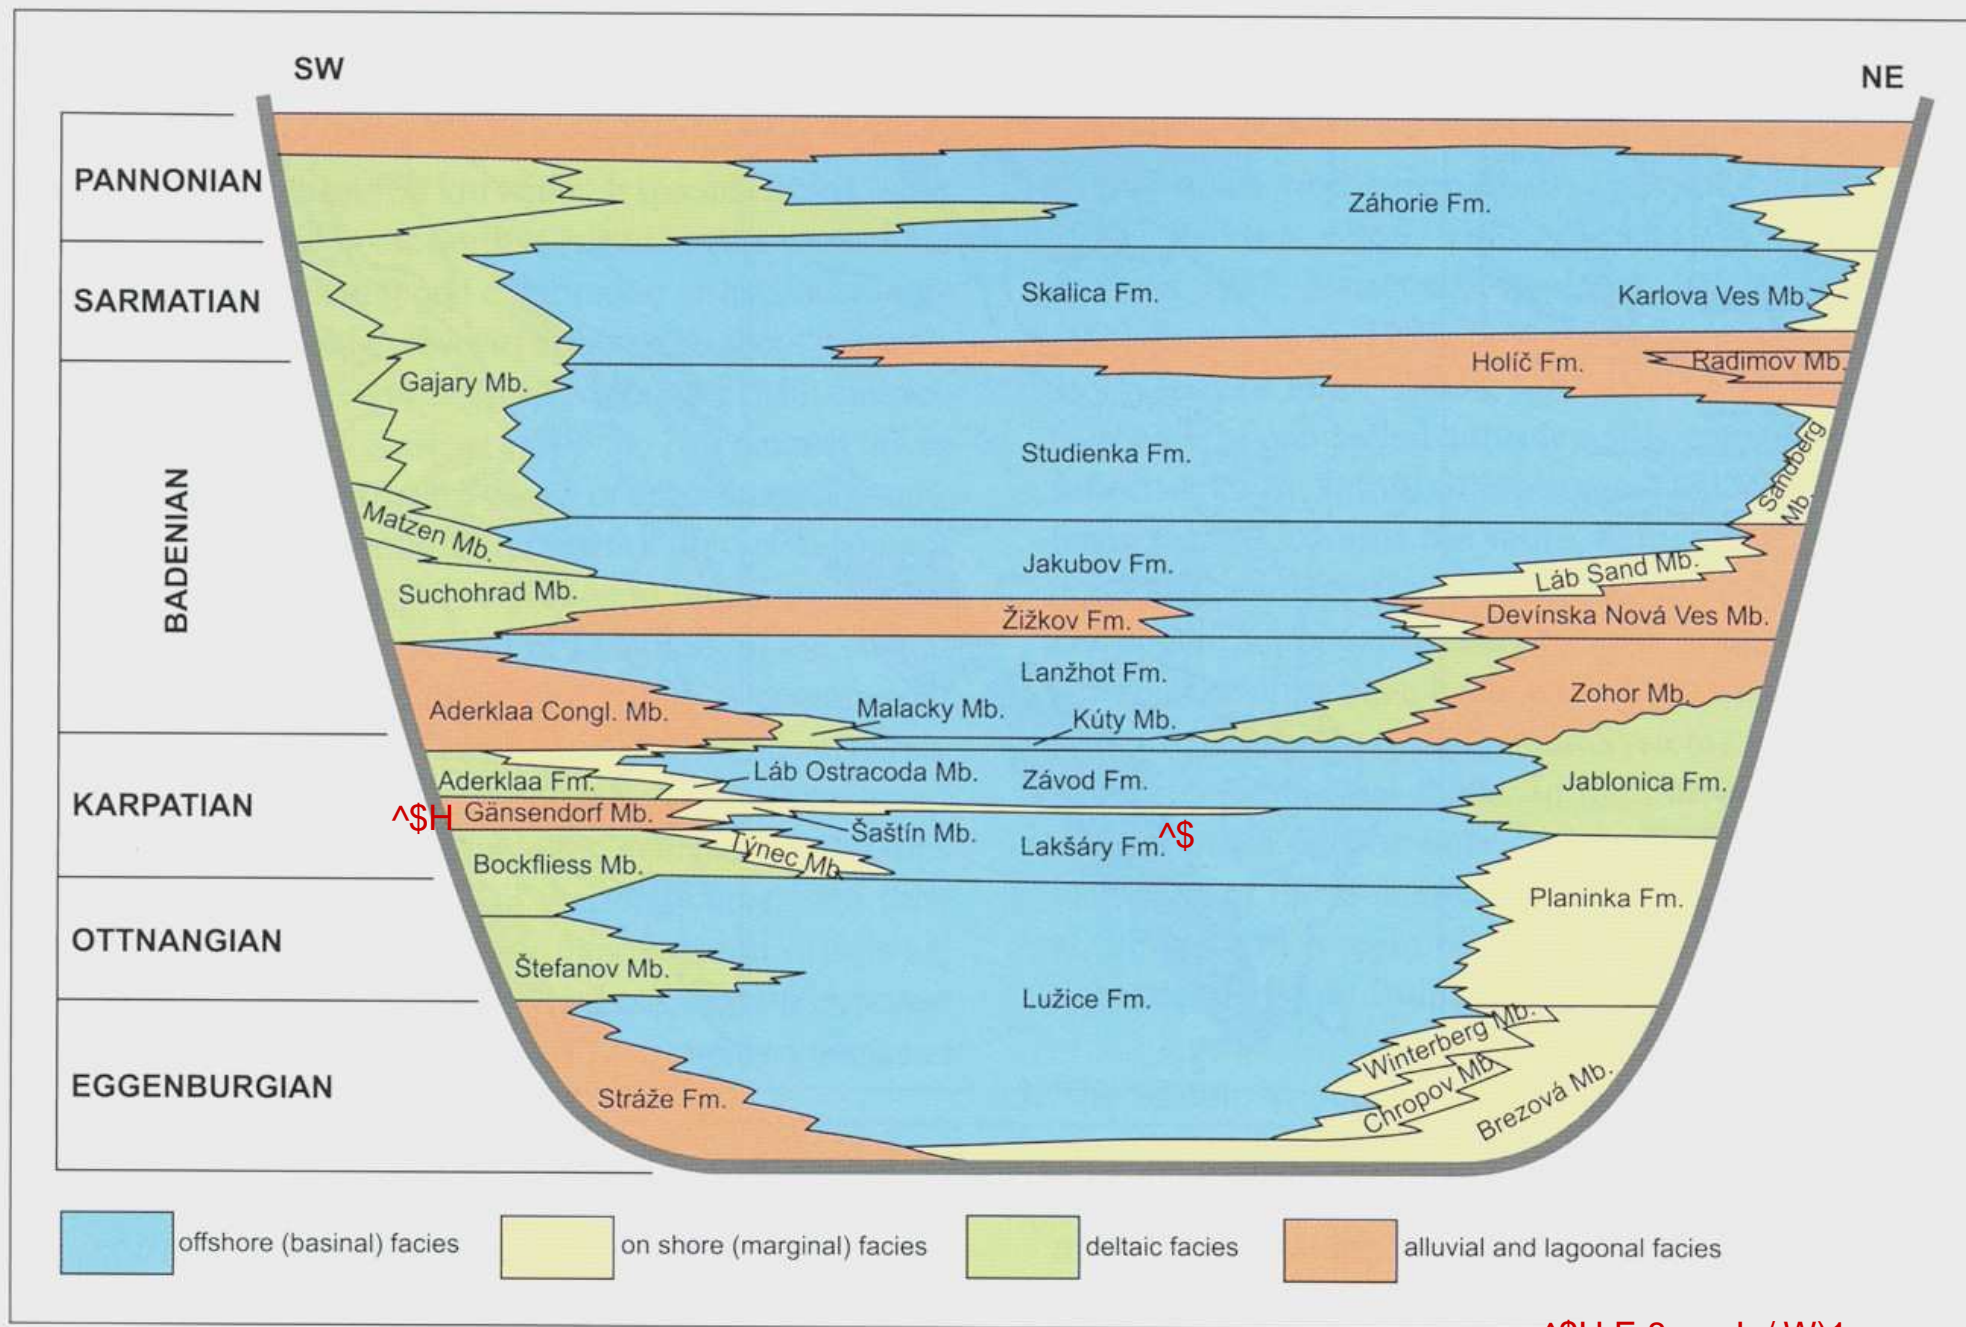 SW
NE
PANNONIAN
Záhorie Fm.
SARMATIAN
Skalica Fm.
Karlova Ves Mb.
Holíč Fm.
Radimov Mb.
Gajary Mb.
BADENIAN
Studienka Fm.
Sandberg
Mb.
Matzen Mb.
Jakubov Fm.
Láb Sand Mb.
Suchohrad Mb.
Žižkov Fm.
Devínska Nová Ves Mb.
Lanžhot Fm.
Zohor Mb.
Aderklaa Congl. Mb.
Malacky Mb.
Kúty Mb.
KARPATIAN
Aderklaa Fm.
Láb Ostracoda Mb.
Závod Fm.
Jablonica Fm.
^$H
Gänsendorf Mb.
Šaštín Mb.
Lakšáry Fm.
^$
Týnec Mb.
Bockfliess Mb.
Planinka Fm.
OTTNANGIAN
Štefanov Mb.
Lužice Fm.
Winterberg Mb.
EGGENBURGIAN
Stráže Fm.
Chropov Mb.
Brezová Mb.
offshore (basinal) facies
on shore (marginal) facies
deltaic facies
alluvial and lagoonal facies